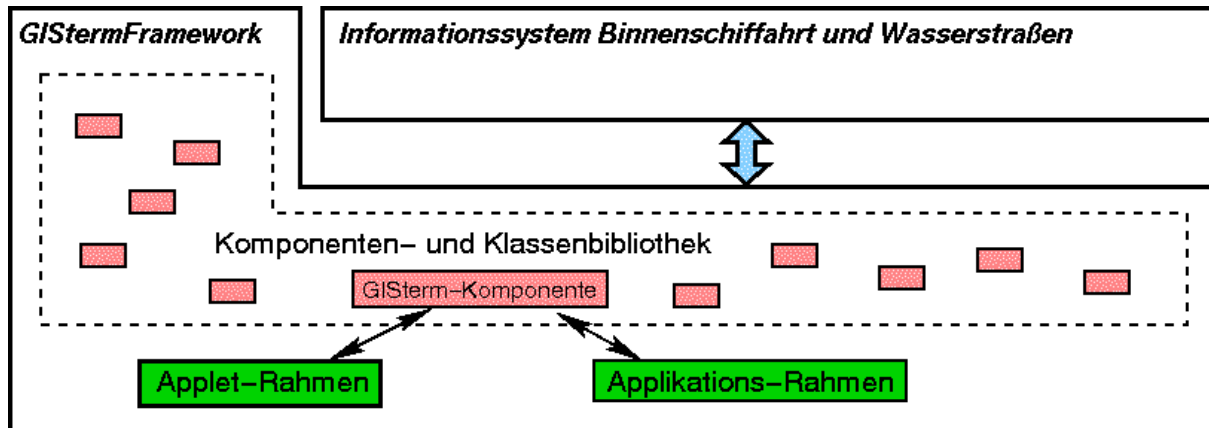 GIStermFramework
Informationssystem Binnenschiffahrt und Wasserstraßen
Komponenten– und Klassenbibliothek
GISterm–Komponente
Applet–Rahmen
Applikations–Rahmen